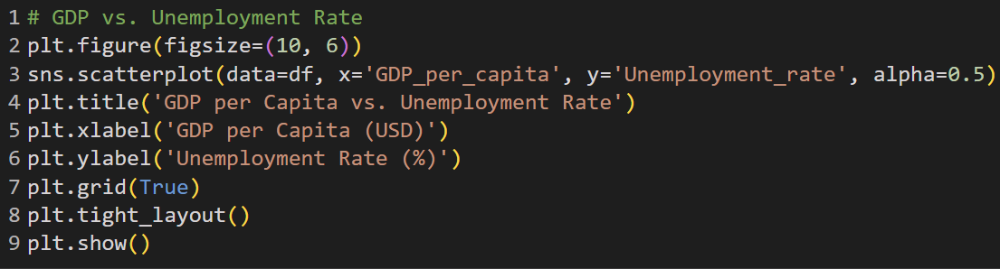 1 # GDP vs. Unemployment Rate
2 plt.figure(figsize=(10, 6))
3 sns.scatterplot(data=df, x='GDP_per_capita', y='Unemployment_rate', alpha=0.5)
4 plt.title('GDP per Capita vs. Unemployment Rate')
5 plt.xlabel('GDP per Capita (USD)')
6 plt.ylabel('Unemployment Rate (%)')
7 plt.grid(True)
8 plt.tight_layout()
9 plt.show()